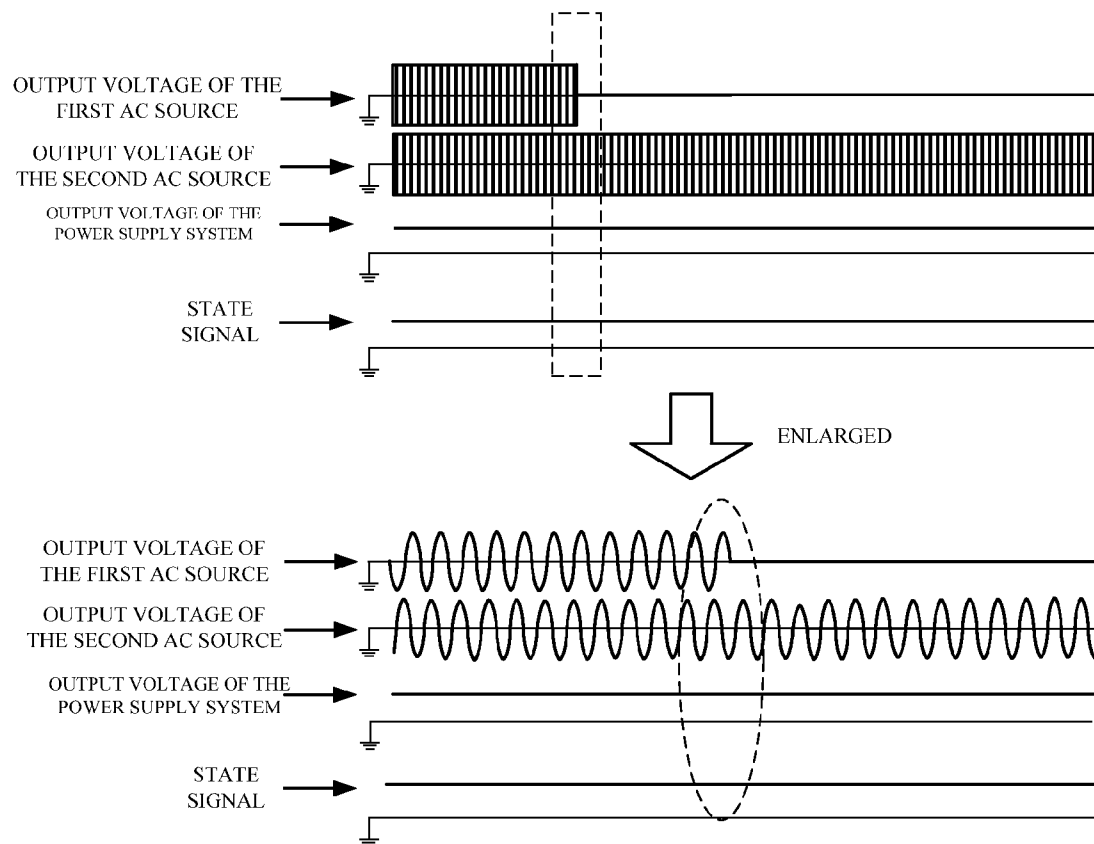 OUTPUT VOLTAGE OF THE
FIRST AC SOURCE
OUTPUT VOLTAGE OF
THE SECOND AC SOURCE
OUTPUT VOLTAGE OF THE
POWER SUPPLY SYSTEM
STATE
SIGNAL
ENLARGED
OUTPUT VOLTAGE OF
THE FIRST AC SOURCE
OUTPUT VOLTAGE OF
THE SECOND AC SOURCE
OUTPUT VOLTAGE OF THE
POWER SUPPLY SYSTEM
STATE
SIGNAL